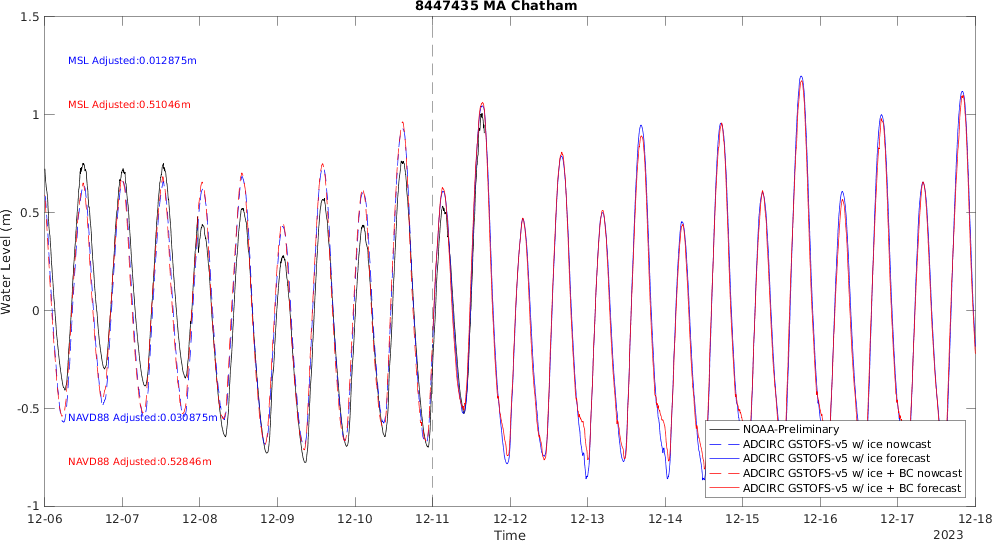 8447435 MA Chatham
1.5
1
0.5
0
-0.5
-1
Water Level (m)
MSL Adjusted:0.012875m
MSL Adjusted:0.51046m
NAVD88 Adjusted:0.030875m
NAVD88 Adjusted:0.52846m
NOAA-Preliminary
ADCIRC GSTOFS-v5 w/ ice nowcast
ADCIRC GSTOFS-v5 w/ ice forecast
ADCIRC GSTOFS-v5 w/ ice + BC nowcast
ADCIRC GSTOFS-v5 w/ ice + BC forecast
12-06 12-07 12-08 12-09 12-10 12-11 12-12 12-13 12-14 12-15 12-16 12-17 12-18
Time
2023